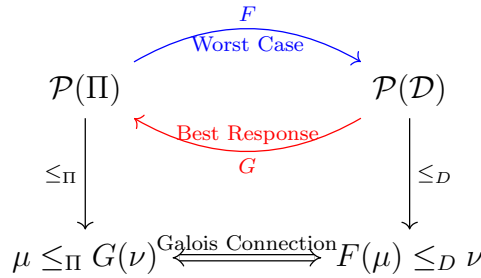 F
Worst Case
𝒫(Π) 𝒫(𝒟)
Best Response
G
≤_Π ≤_D
μ ≤_Π G(ν) Galois Connection F(μ) ≤_D ν